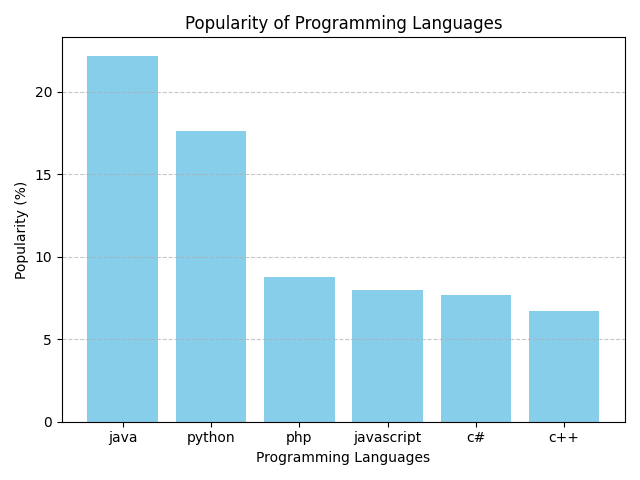 Popularity of Programming Languages
Popularity (%)
20
15
10
5
0
java python php javascript c# c++
Programming Languages